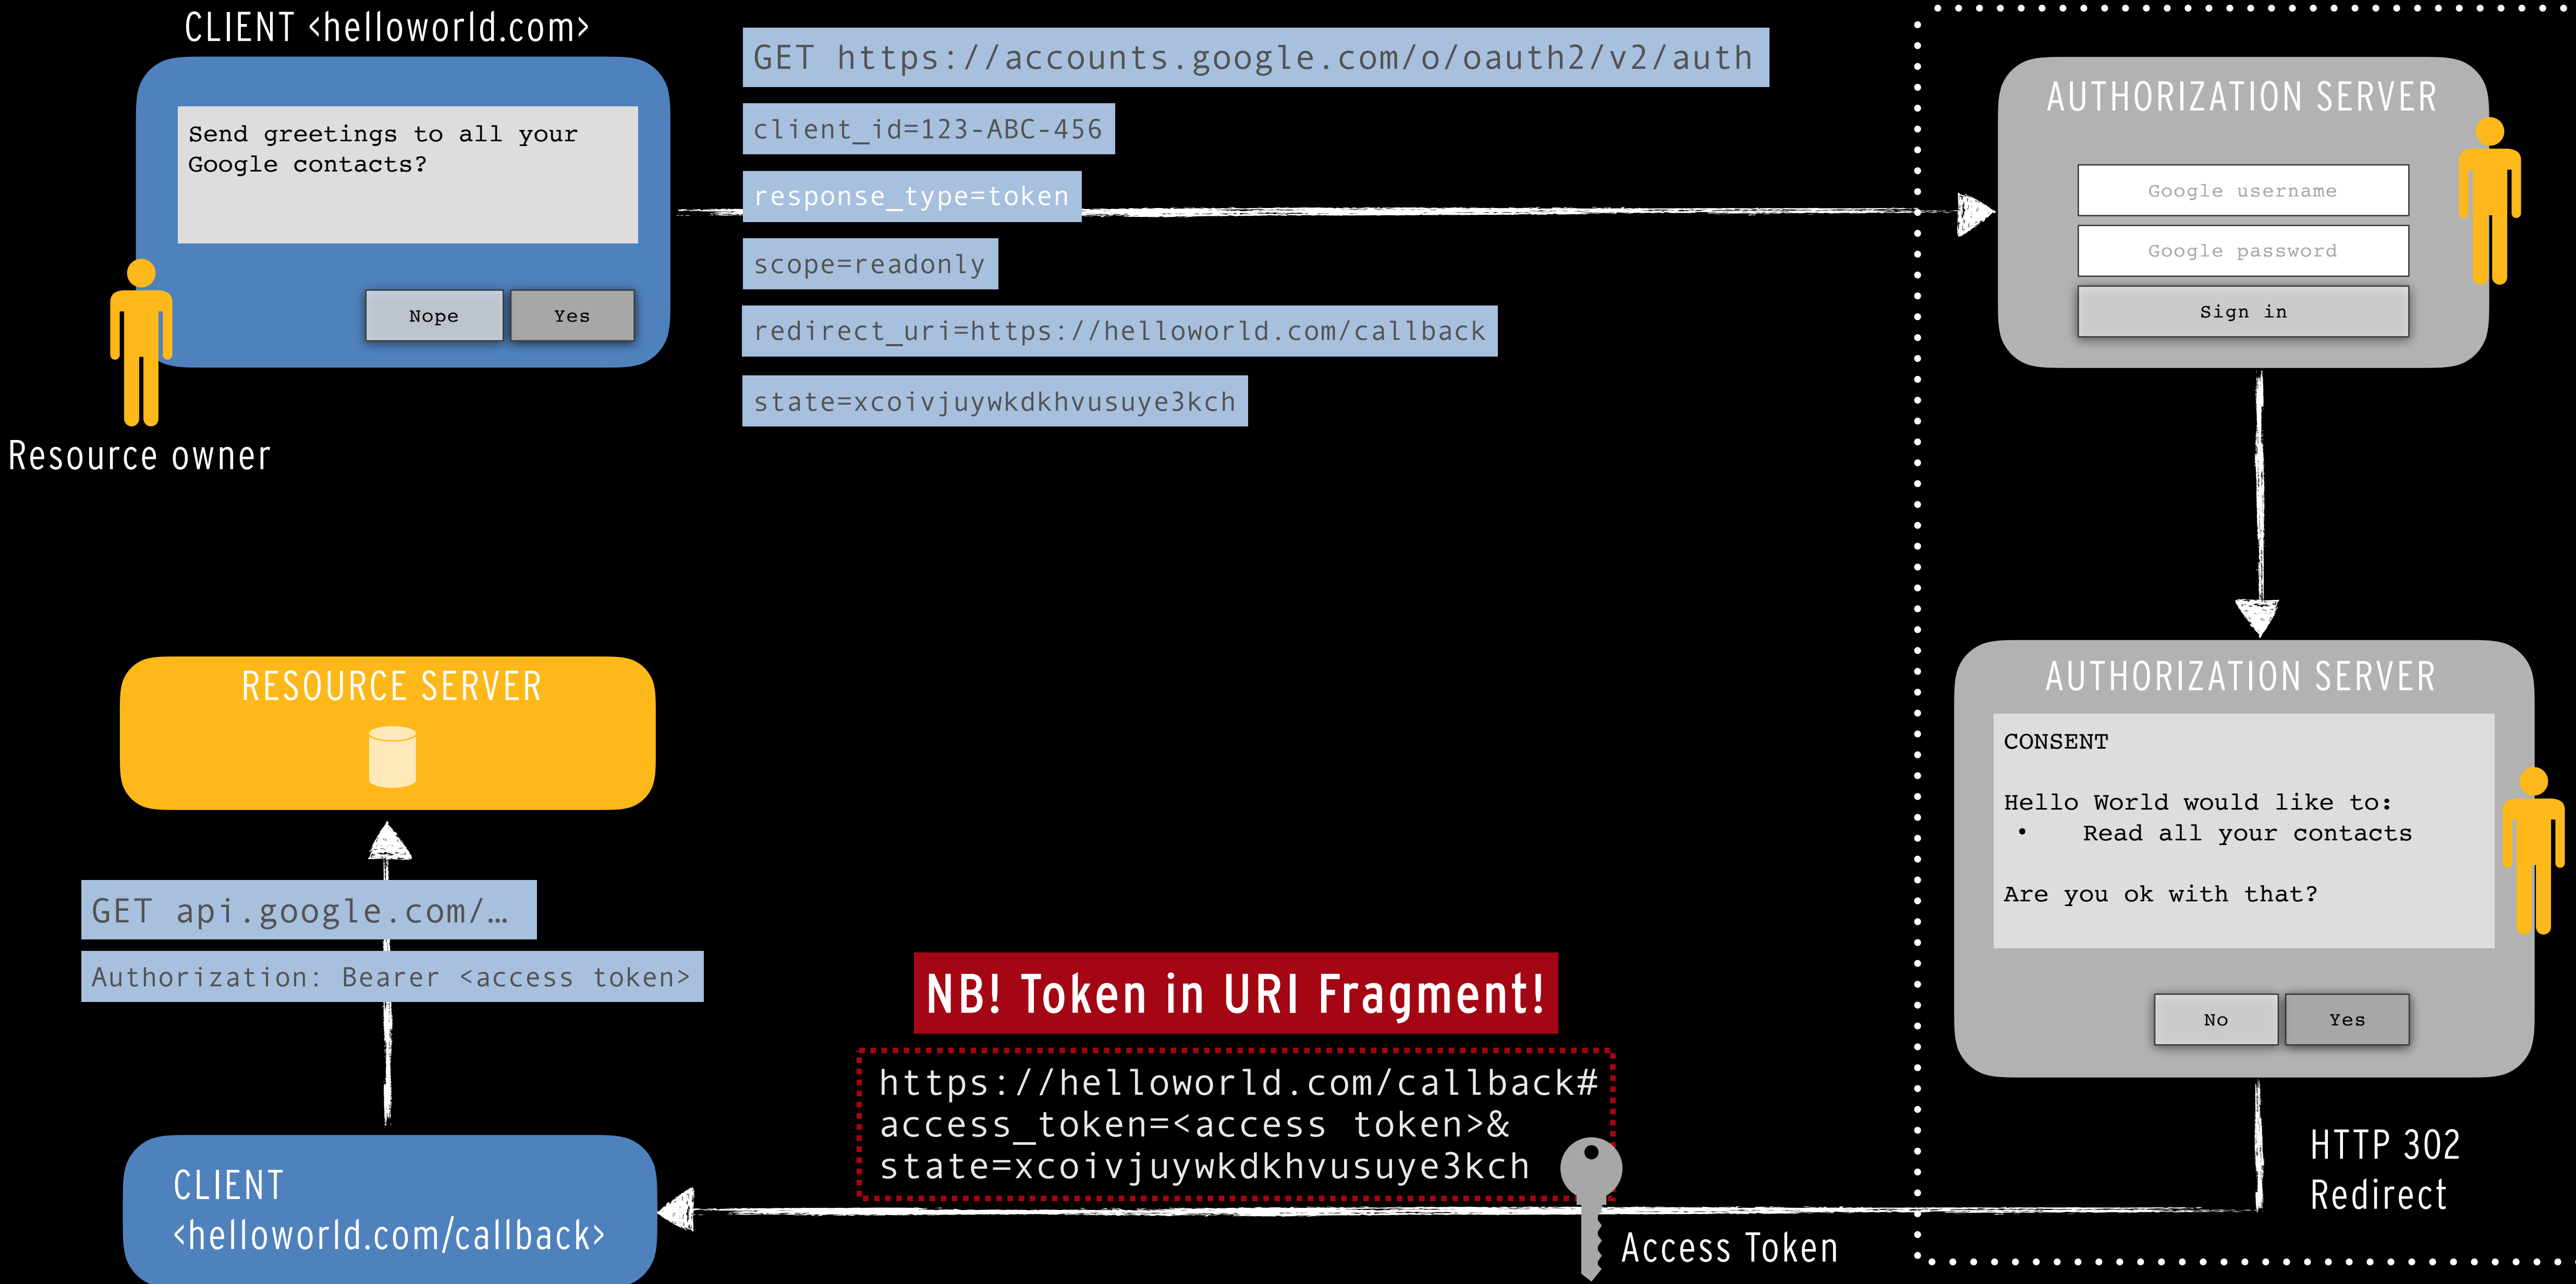 CLIENT <helloworld.com>
Send greetings to all your
Google contacts?
Nope
Yes
Resource owner
GET https://accounts.google.com/o/oauth2/v2/auth
client_id=123-ABC-456
response_type=token
scope=readonly
redirect_uri=https://helloworld.com/callback
state=xcoivjuywkdkhvusuye3kch
AUTHORIZATION SERVER
Google username
Google password
Sign in
AUTHORIZATION SERVER
CONSENT
Hello World would like to:
• Read all your contacts
Are you ok with that?
No
Yes
HTTP 302
Redirect
NB! Token in URI Fragment!
https://helloworld.com/callback#
access_token=<access token>&
state=xcoivjuywkdkhvusuye3kch
Access Token
CLIENT
<helloworld.com/callback>
GET api.google.com/…
Authorization: Bearer <access token>
RESOURCE SERVER